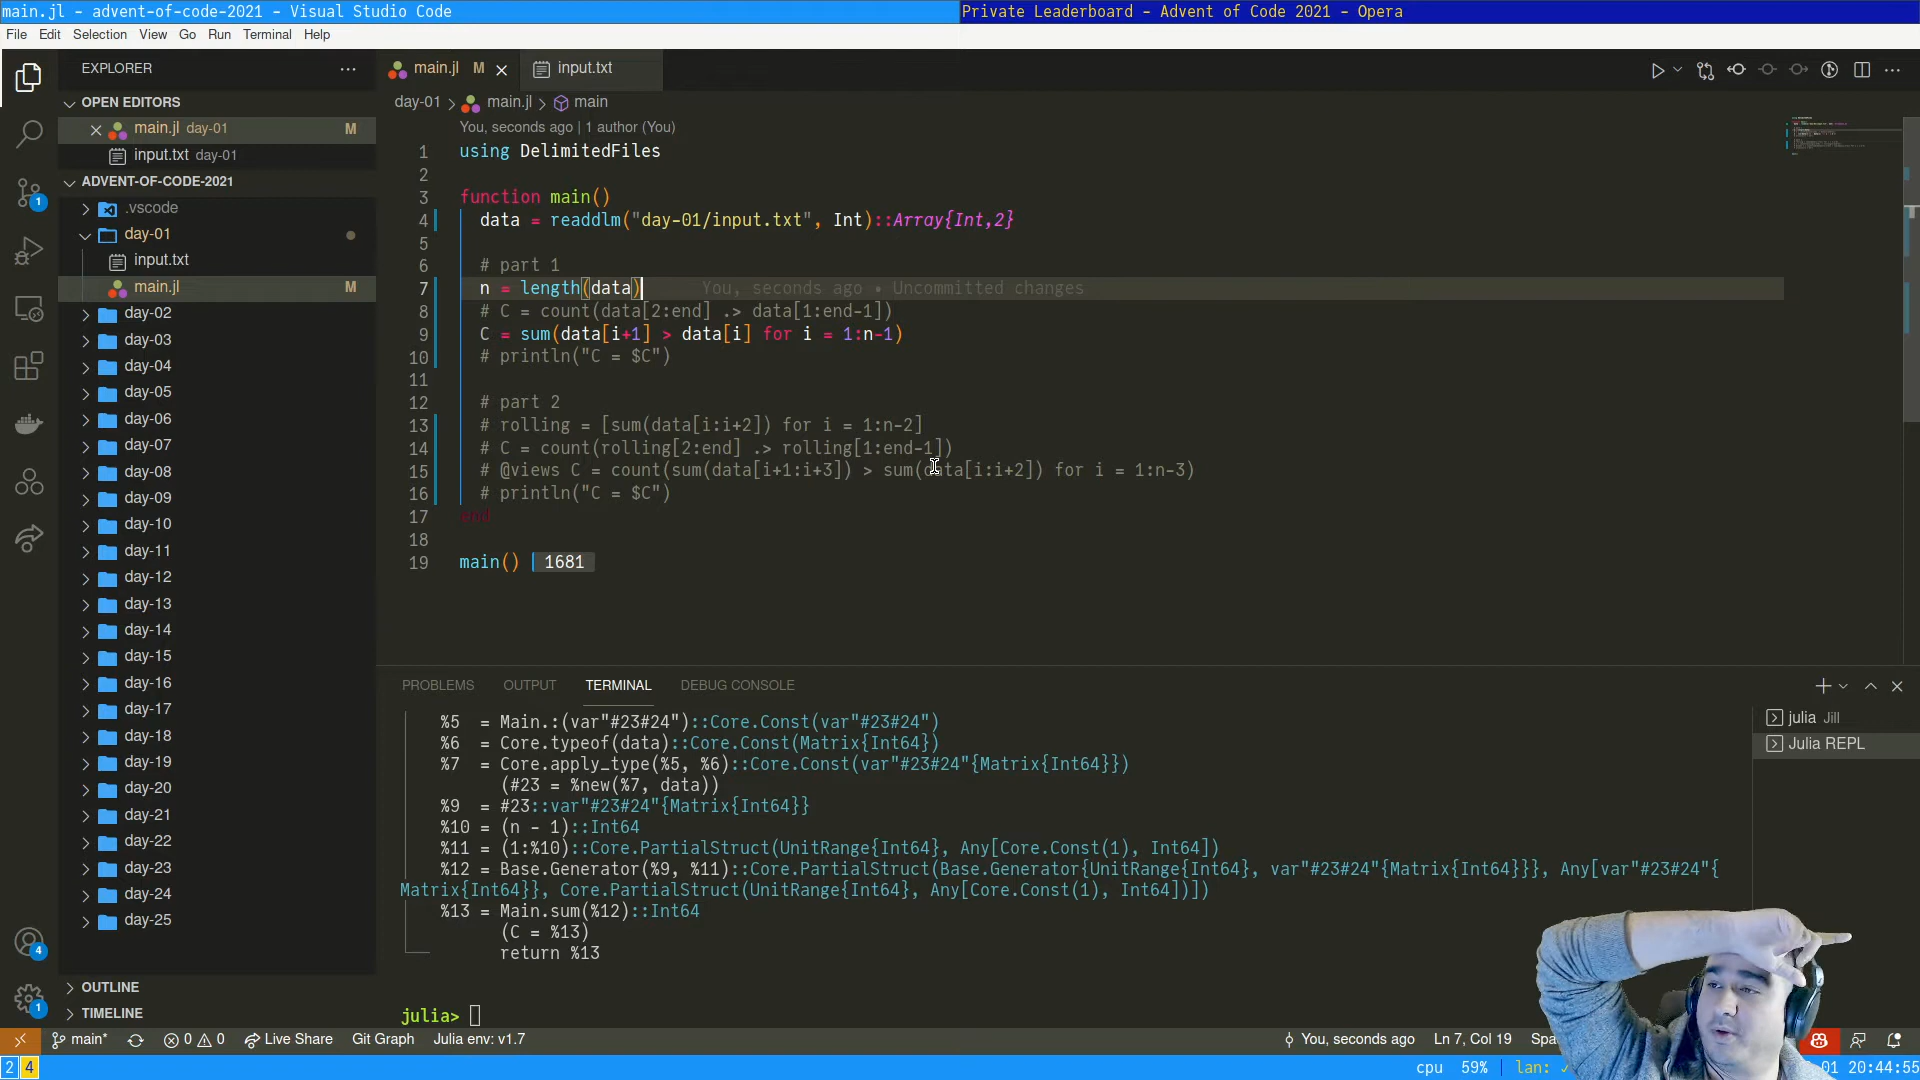 main.jl - advent-of-code-2021 - Visual Studio Code
Private Leaderboard - Advent of Code 2021 - Opera
File Edit Selection View Go Run Terminal Help
EXPLORER
OPEN EDITORS
main.jl day-01 M
input.txt day-01
ADVENT-OF-CODE-2021
.vscode
day-01
input.txt
main.jl M
day-02
day-03
day-04
day-05
day-06
day-07
day-08
day-09
day-10
day-11
day-12
day-13
day-14
day-15
day-16
day-17
day-18
day-19
day-20
day-21
day-22
day-23
day-24
day-25
OUTLINE
TIMELINE
1
4
1
main.jl M
input.txt
day-01 > main.jl > main
You, seconds ago | 1 author (You)
1 using DelimitedFiles
2
3 function main()
4 data = readdlm("day-01/input.txt", Int)::Array{Int,2}
5
6 # part 1
7 n = length(data) You, seconds ago • Uncommitted changes
8 # C = count(data[2:end] .> data[1:end-1])
9 C = sum(data[i+1] > data[i] for i = 1:n-1)
10 # println("C = $C")
11
12 # part 2
13 # rolling = [sum(data[i:i+2]) for i = 1:n-2]
14 # C = count(rolling[2:end] .> rolling[1:end-1])
15 # @views C = count(sum(data[i+1:i+3]) > sum(data[i:i+2]) for i = 1:n-3)
16 # println("C = $C")
17 end
18
19 main() 1681
PROBLEMS OUTPUT TERMINAL DEBUG CONSOLE
julia Jill
Julia REPL
%5 = Main.:(var"#23#24")::Core.Const(var"#23#24")
%6 = Core.typeof(data)::Core.Const(Matrix{Int64})
%7 = Core.apply_type(%5, %6)::Core.Const(var"#23#24"{Matrix{Int64}})
(#23 = %new(%7, data))
%9 = #23::var"#23#24"{Matrix{Int64}}
%10 = (n - 1)::Int64
%11 = (1:%10)::Core.PartialStruct(UnitRange{Int64}, Any[Core.Const(1), Int64])
%12 = Base.Generator(%9, %11)::Core.PartialStruct(Base.Generator{UnitRange{Int64}, var"#23#24"{Matrix{Int64}}}, Any[var"#23#24"{
Matrix{Int64}}, Core.PartialStruct(UnitRange{Int64}, Any[Core.Const(1), Int64])])
%13 = Main.sum(%12)::Int64
(C = %13)
return %13
julia>
main* 0 0 Live Share Git Graph Julia env: v1.7 You, seconds ago Ln 7, Col 19
2 4 cpu 59% lan: 01 20:44:55